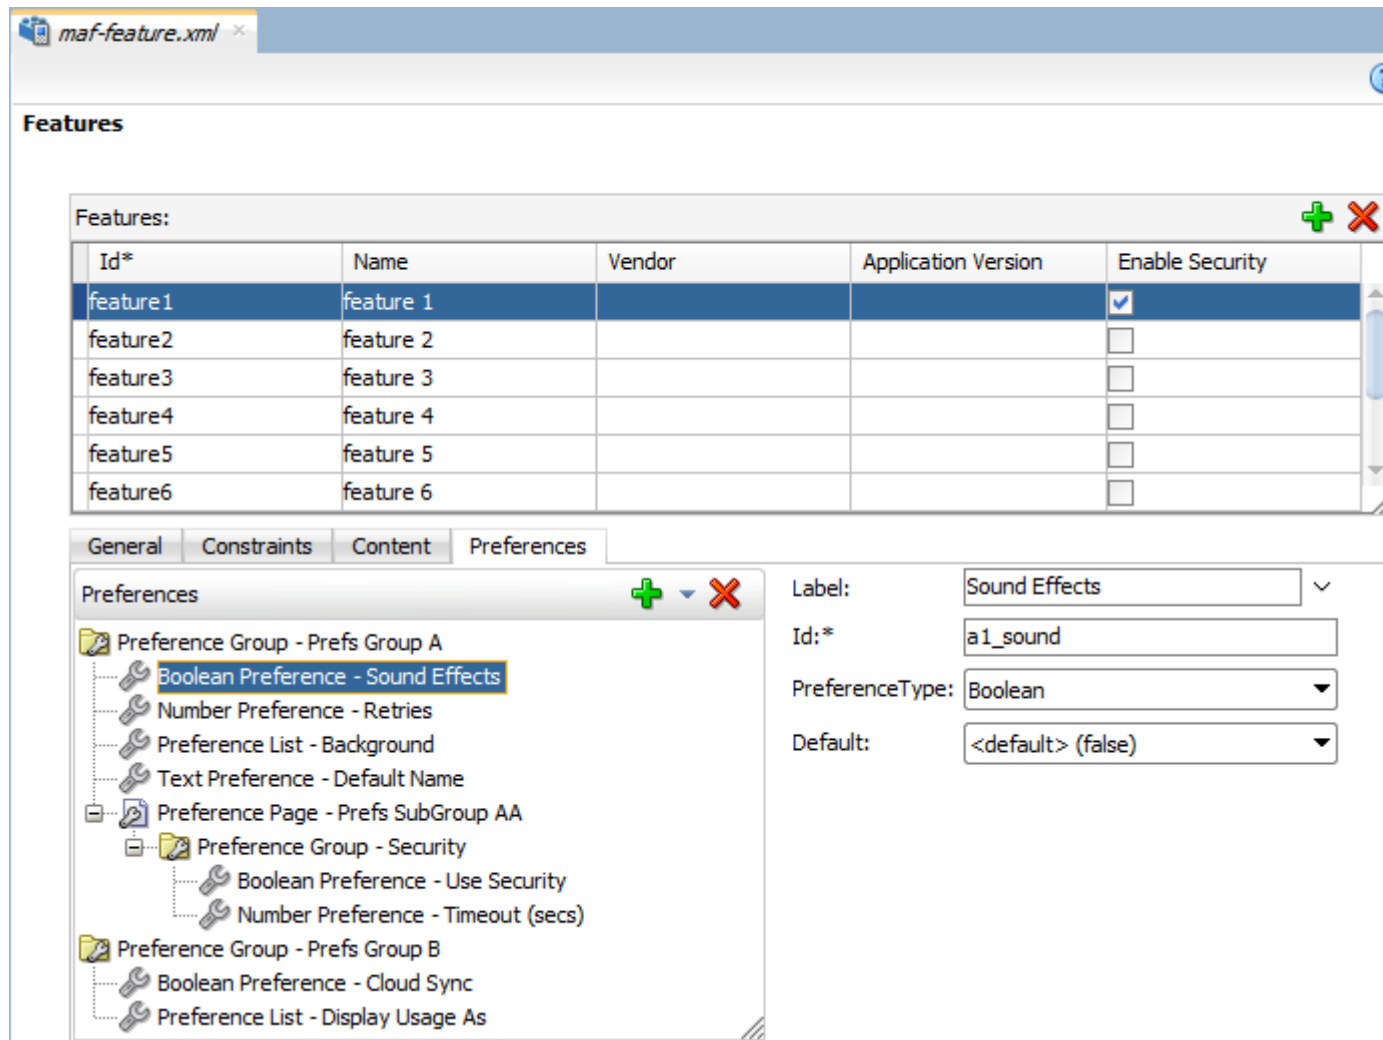 maf-feature.xml
Features
Features:
Id* Name Vendor Application Version Enable Security
feature1 feature 1
feature2 feature 2
feature3 feature 3
feature4 feature 4
feature5 feature 5
feature6 feature 6
General Constraints Content Preferences
Preferences
Preference Group - Prefs Group A
Boolean Preference - Sound Effects
Number Preference - Retries
Preference List - Background
Text Preference - Default Name
Preference Page - Prefs SubGroup AA
Preference Group - Security
Boolean Preference - Use Security
Number Preference - Timeout (secs)
Preference Group - Prefs Group B
Boolean Preference - Cloud Sync
Preference List - Display Usage As
Label: Sound Effects
Id:* a1_sound
PreferenceType: Boolean
Default: <default> (false)